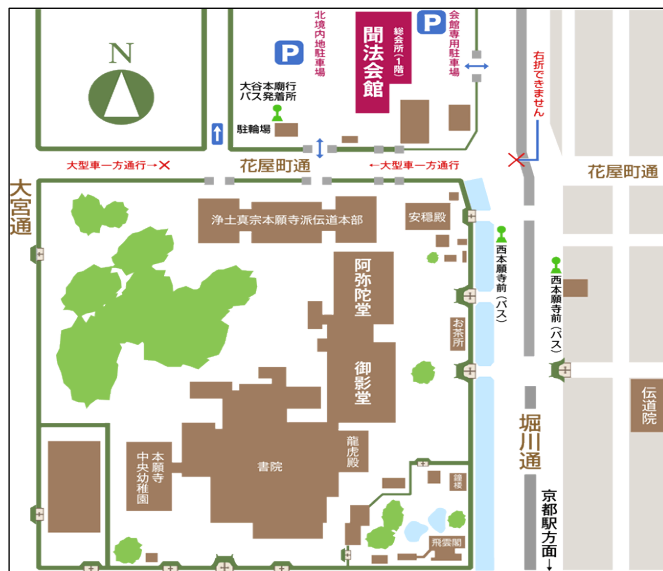 N
P
北境内地駐車場
総会所(1階)
聞法会館
P
会館専用駐車場
右折できません
大谷本廟行
バス発着所
駐輪場
大型車一方通行→×
花屋町通
←大型車一方通行
花屋町通
大宮通
浄土真宗本願寺派伝道本部
安穏殿
西本願寺前(バス)
西本願寺前(バス)
阿弥陀堂
お茶所
御影堂
伝道院
堀川通
龍虎殿
書院
本願寺
中央幼稚園
鐘楼
飛雲閣
京都駅方面→